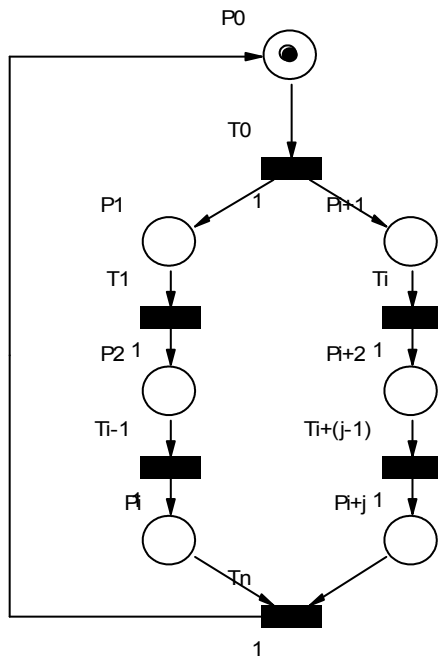 P0
T0
P1 1 Pi+1
T1 Ti
P2 1 Pi+2 1
Ti-1 Ti+(j-1)
Pi 1 Pi+j 1
Tn
1